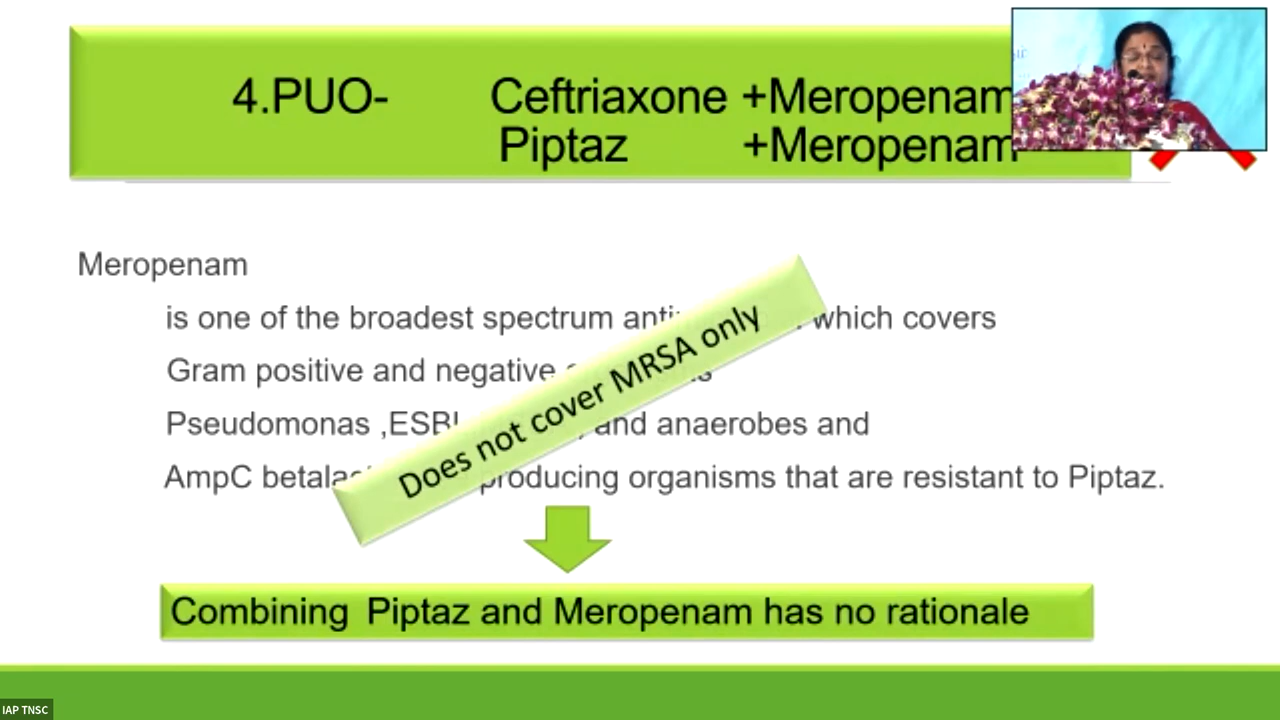 4.PUO- Ceftriaxone +Meropenam
Piptaz +Meropenam
Meropenam
is one of the broadest spectrum which covers
Gram positive and negative
Pseudomonas ,ESBL and anaerobes and
AmpC producing organisms that are resistant to Piptaz.
Does not cover MRSA only
Combining Piptaz and Meropenam has no rationale
IAP TNSC